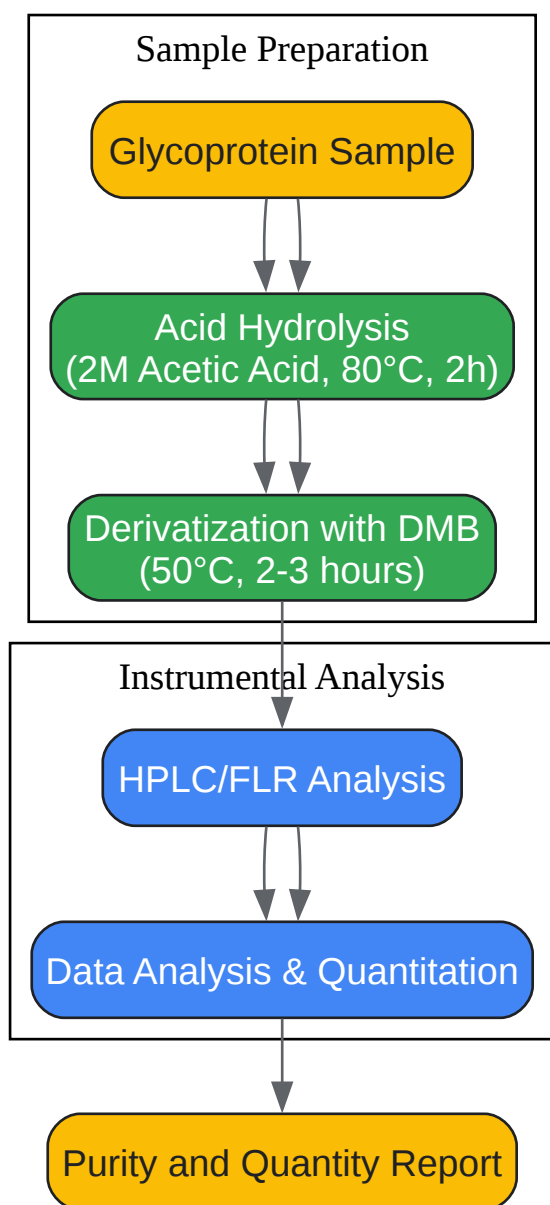 Sample Preparation
Glycoprotein Sample
Acid Hydrolysis
(2M Acetic Acid, 80°C, 2h)
Derivatization with DMB
(50°C, 2-3 hours)
Instrumental Analysis
HPLC/FLR Analysis
Data Analysis & Quantitation
Purity and Quantity Report